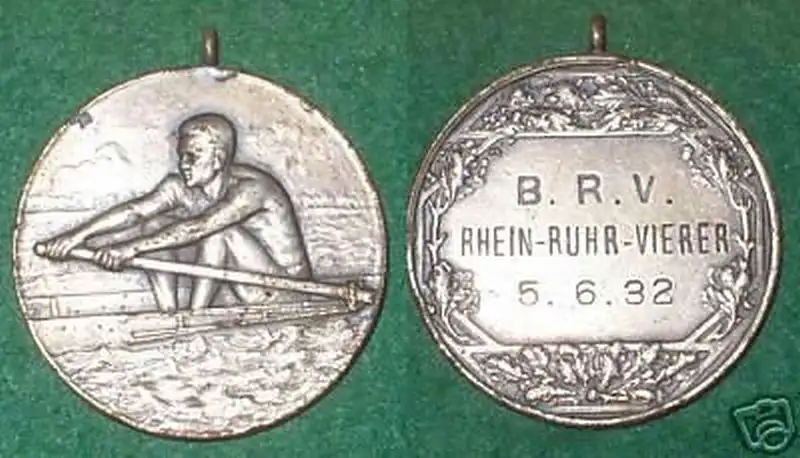 B. R. V.
RHEIN-RUHR-VIERER
5. 6. 32